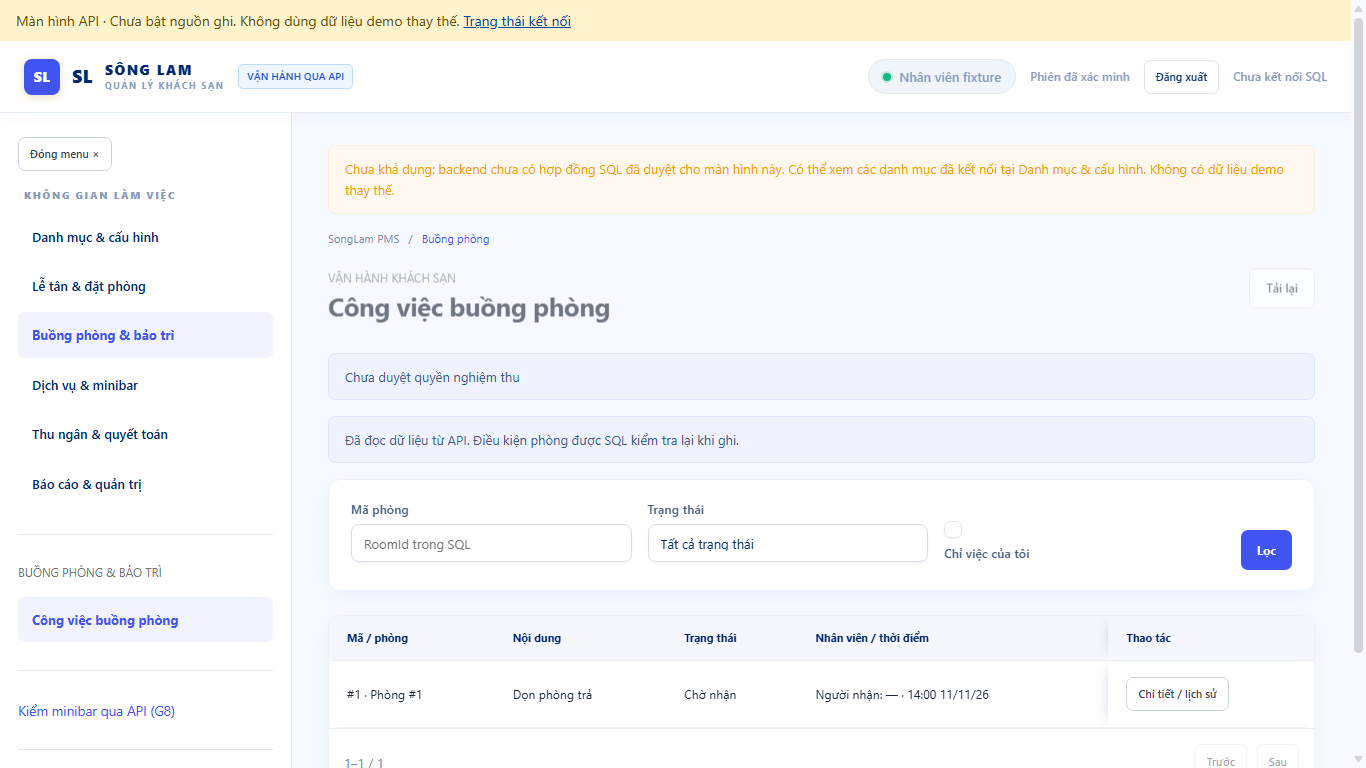 Màn hình API · Chưa bật nguồn ghi. Không dùng dữ liệu demo thay thế. Trạng thái kết nối
SL
SL
SÔNG LAM
QUẢN LÝ KHÁCH SẠN
VẬN HÀNH QUA API
Nhân viên fixture
Phiên đã xác minh
Đăng xuất
Chưa kết nối SQL
Đóng menu ×
KHÔNG GIAN LÀM VIỆC
Danh mục & cấu hình
Lễ tân & đặt phòng
Buồng phòng & bảo trì
Dịch vụ & minibar
Thu ngân & quyết toán
Báo cáo & quản trị
BUỒNG PHÒNG & BẢO TRÌ
Công việc buồng phòng
Kiểm minibar qua API (G8)
Chưa khả dụng: backend chưa có hợp đồng SQL đã duyệt cho màn hình này. Có thể xem các danh mục đã kết nối tại Danh mục & cấu hình. Không có dữ liệu demo
thay thế.
SongLam PMS / Buồng phòng
VẬN HÀNH KHÁCH SẠN
Công việc buồng phòng
Tải lại
Chưa duyệt quyền nghiệm thu
Đã đọc dữ liệu từ API. Điều kiện phòng được SQL kiểm tra lại khi ghi.
Mã phòng
RoomId trong SQL
Trạng thái
Tất cả trạng thái
Chỉ việc của tôi
Lọc
Mã / phòng Nội dung Trạng thái Nhân viên / thời điểm Thao tác
#1 · Phòng #1 Dọn phòng trả Chờ nhận Người nhận: — · 14:00 11/11/26 Chi tiết / lịch sử
1–1 / 1
Trước
Sau